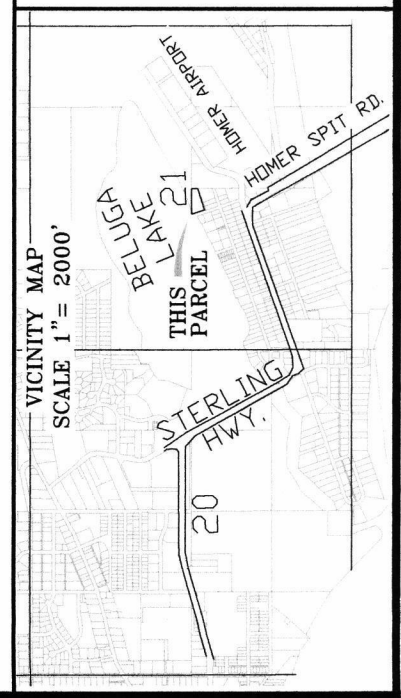 VICINITY MAP
SCALE 1"= 2000'
HOMER AIRPORT
HOMER SPIT RD.
BELUGA
LAKE
21
THIS
PARCEL
STERLING
HWY.
20